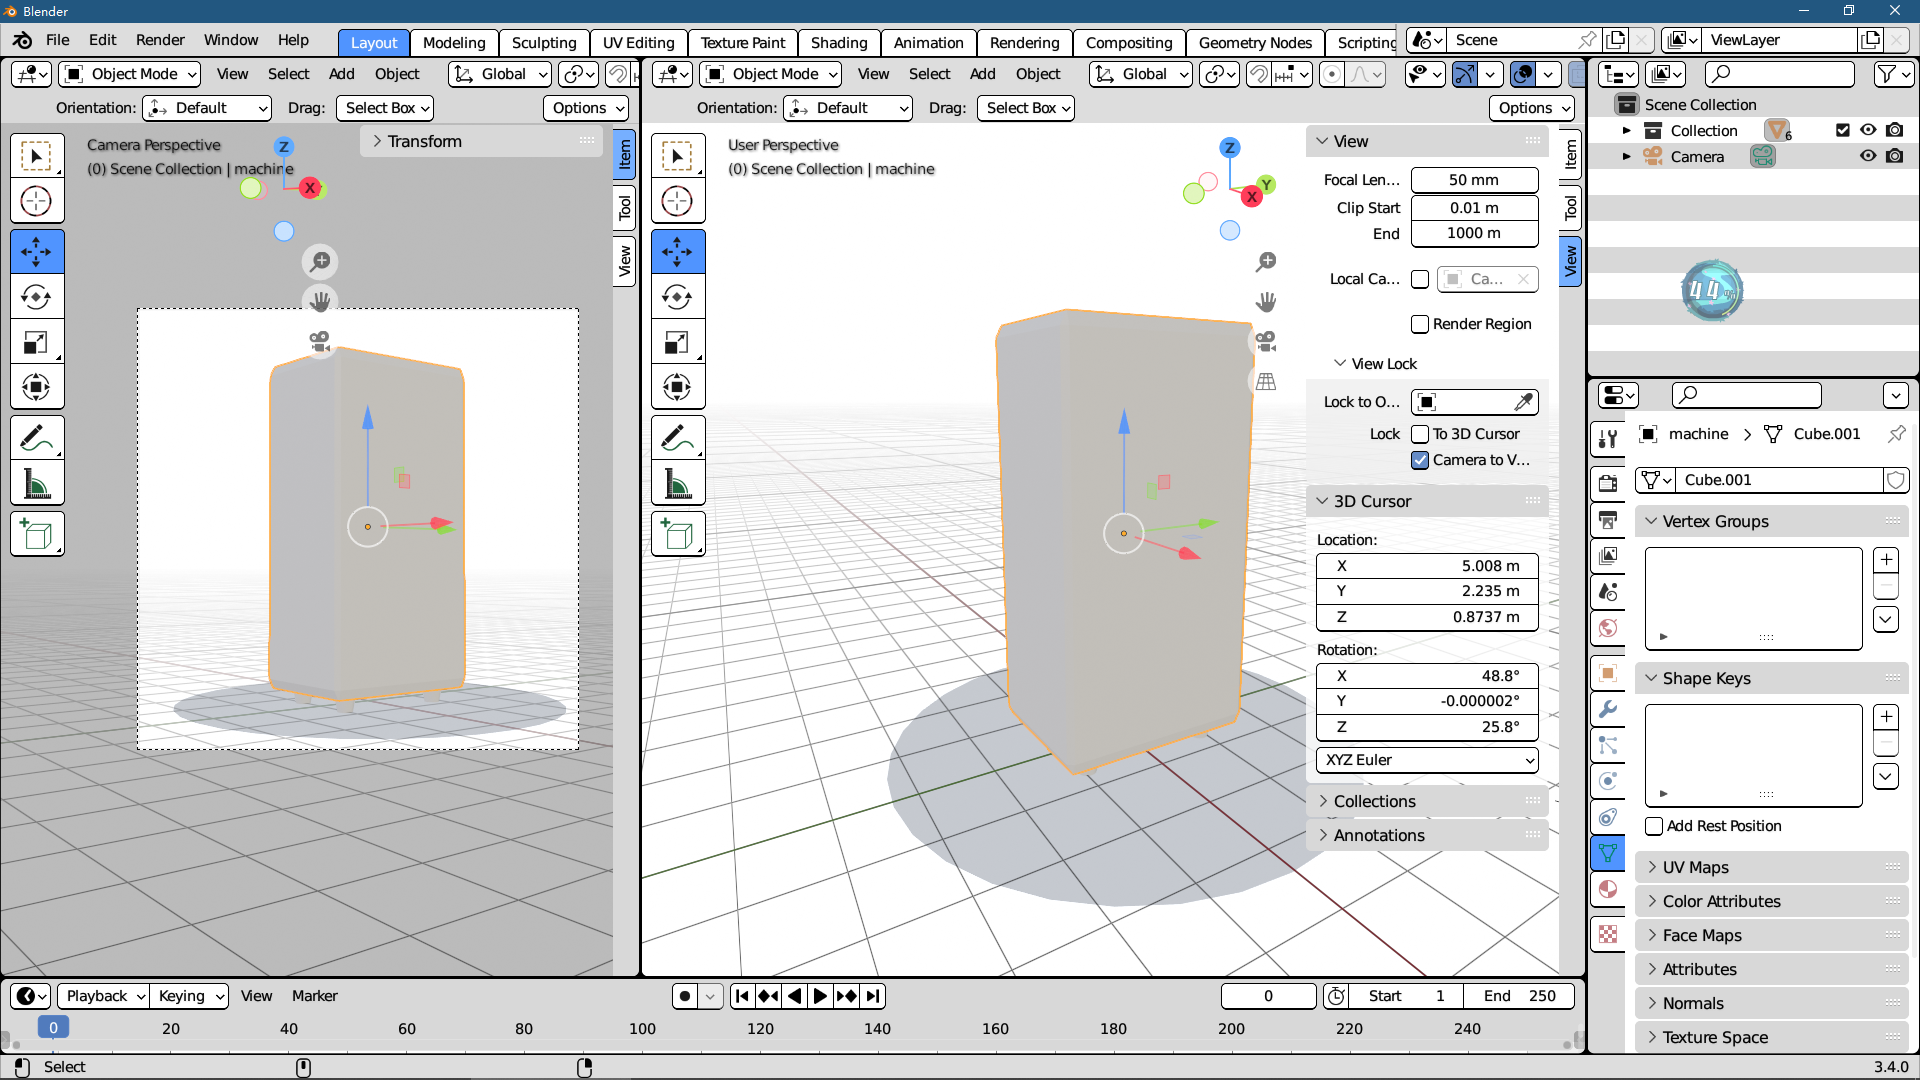 Blender
File Edit Render Window Help
Layout Modeling Sculpting UV Editing Texture Paint Shading Animation Rendering Compositing Geometry Nodes Scripting
Scene
ViewLayer
Object Mode View Select Add Object Global
Object Mode View Select Add Object Global
Orientation: Default Drag: Select Box Options
Orientation: Default Drag: Select Box Options
Camera Perspective
(0) Scene Collection | machine
Transform
Z
X
Item
Tool
View
User Perspective
(0) Scene Collection | machine
Z
Y
X
View
Focal Len... 50 mm
Clip Start 0.01 m
End 1000 m
Local Ca... Ca...
Render Region
View Lock
Lock to O...
Lock To 3D Cursor
Camera to V...
3D Cursor
Location:
X 5.008 m
Y 2.235 m
Z 0.8737 m
Rotation:
X 48.8°
Y -0.000002°
Z 25.8°
XYZ Euler
Collections
Annotations
Item
Tool
View
Scene Collection
Collection 6
Camera
44
machine Cube.001
Cube.001
Vertex Groups
Shape Keys
Add Rest Position
UV Maps
Color Attributes
Face Maps
Attributes
Normals
Texture Space
Playback Keying View Marker
0 Start 1 End 250
0 20 40 60 80 100 120 140 160 180 200 220 240
Select
3.4.0